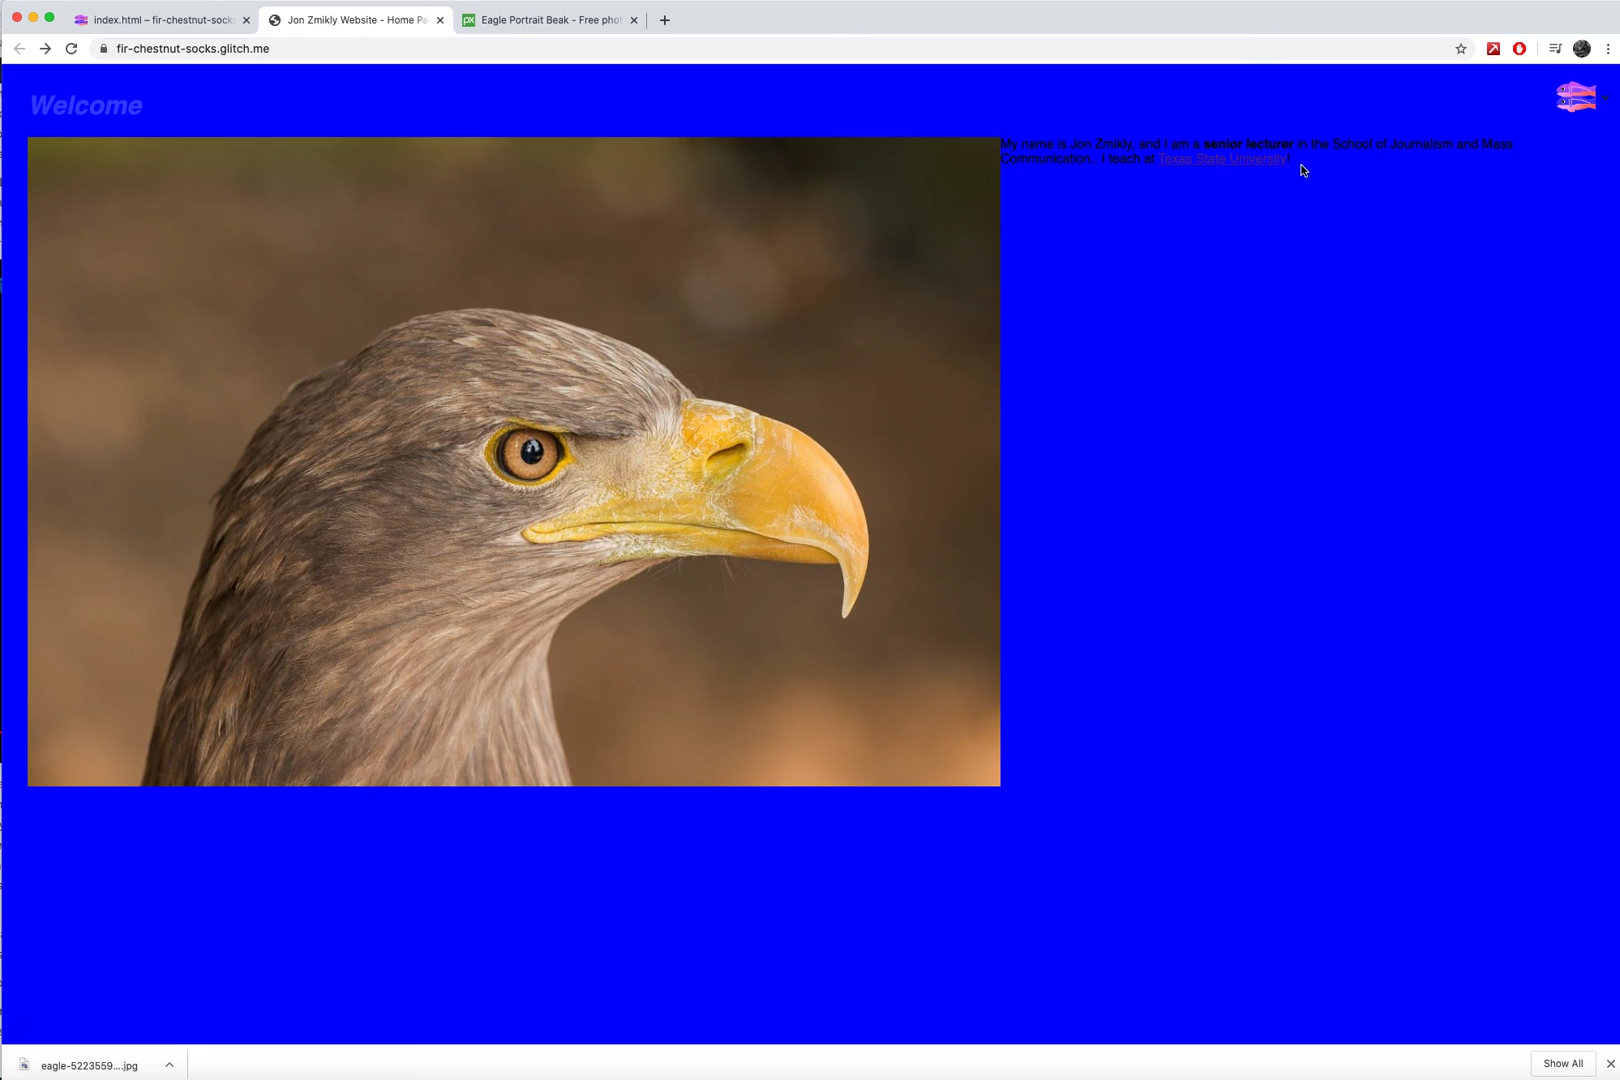 index.html – fir-chestnut-sock
Jon Zmikly Website - Home Pa
Eagle Portrait Beak - Free phot
fir-chestnut-socks.glitch.me
Welcome
My name is Jon Zmikly, and I am a senior lecturer in the School of Journalism and Mass
Communication.. I teach at Texas State University!
eagle-5223559....jpg
Show All